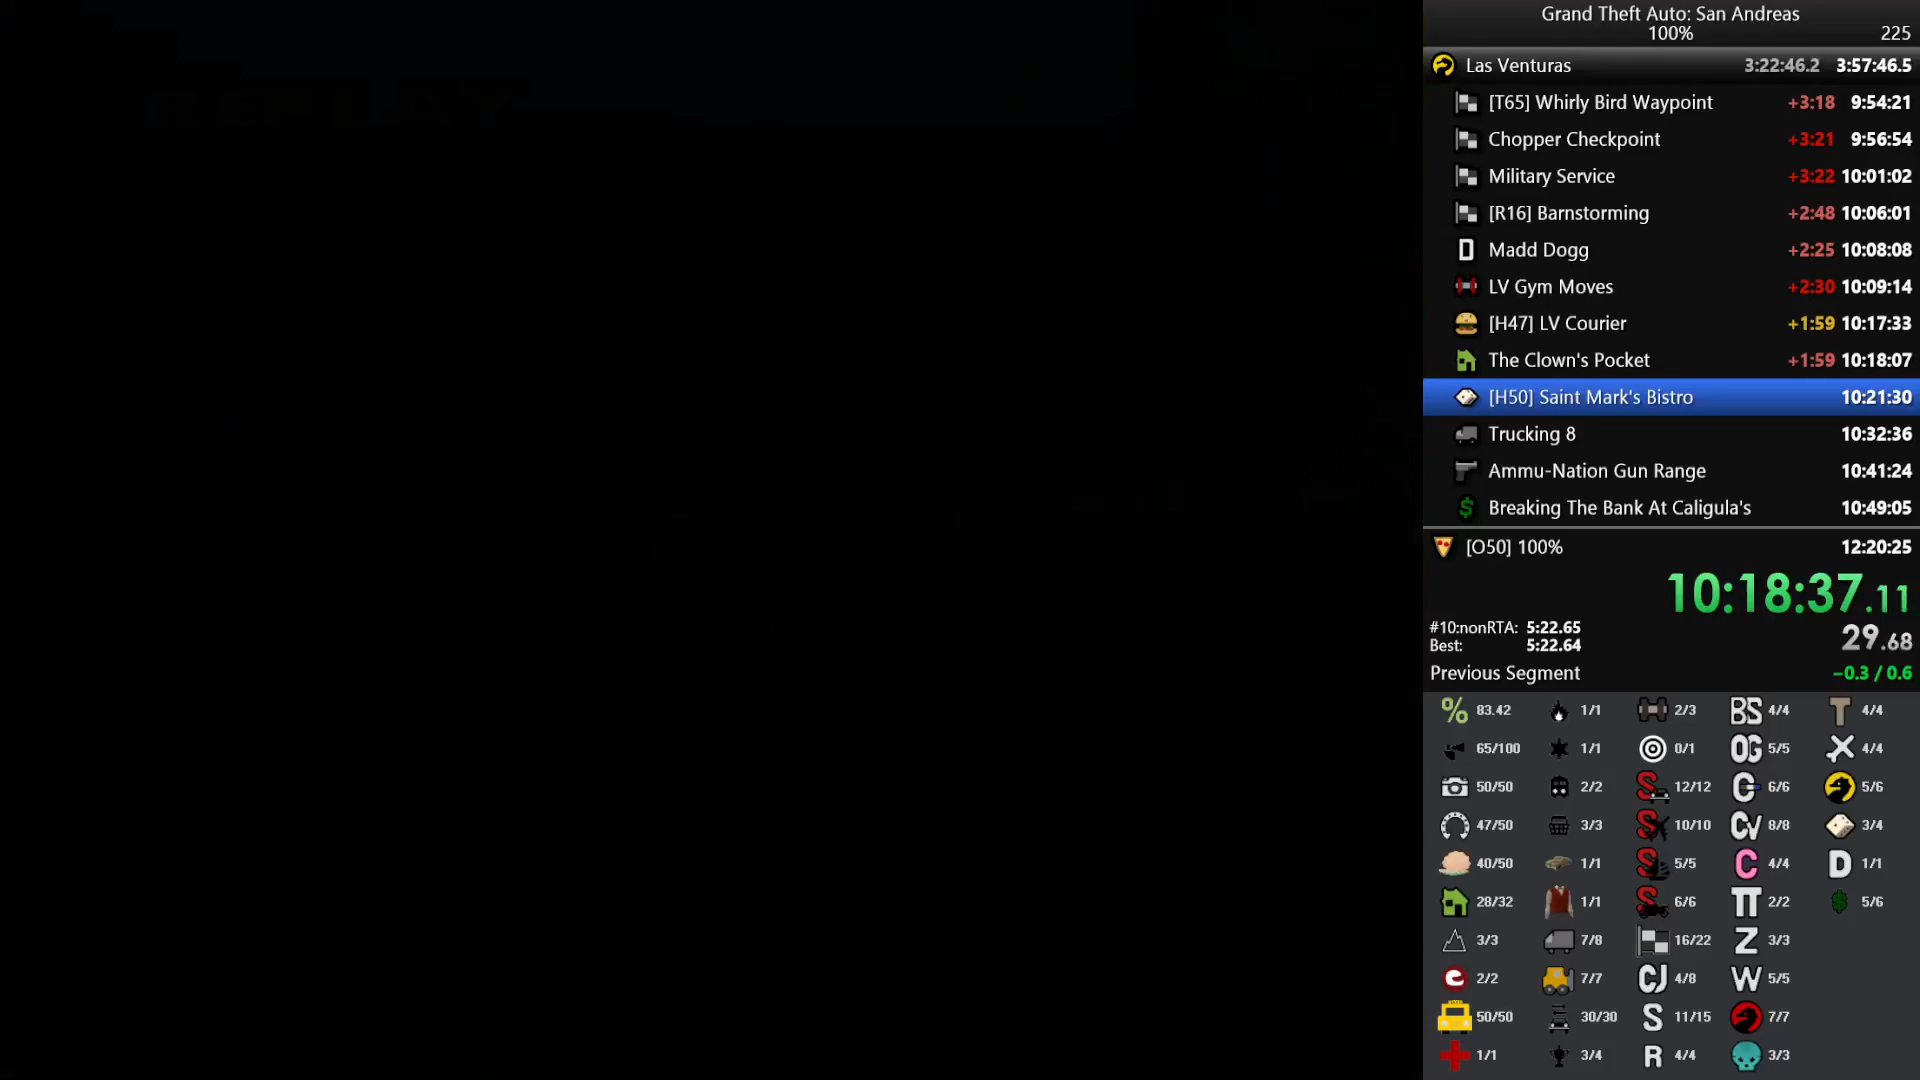 REPLAY
Grand Theft Auto: San Andreas
100% 225
Las Venturas 3:22:46.2 3:57:46.5
[T65] Whirly Bird Waypoint +3:18 9:54:21
Chopper Checkpoint +3:21 9:56:54
Military Service +3:22 10:01:02
[R16] Barnstorming +2:48 10:06:01
D Madd Dogg +2:25 10:08:08
LV Gym Moves +2:30 10:09:14
[H47] LV Courier +1:59 10:17:33
The Clown's Pocket +1:59 10:18:07
[H50] Saint Mark's Bistro 10:21:30
Trucking 8 10:32:36
Ammu-Nation Gun Range 10:41:24
$ Breaking The Bank At Caligula's 10:49:05
[O50] 100% 12:20:25
10:18:37.11
#10:nonRTA: 5:22.65
Best: 5:22.64
29.68
Previous Segment −0.3 / 0.6
% 83.42 1/1 2/3 BS 4/4 T 4/4
65/100 1/1 0/1 OG 5/5 4/4
50/50 2/2 S 12/12 C 6/6 5/6
47/50 3/3 S 10/10 CV 8/8 3/4
40/50 1/1 S 5/5 C 4/4 D 1/1
28/32 1/1 S 6/6 2/2 $ 5/6
3/3 7/8 16/22 Z 3/3
2/2 7/7 CJ 4/8 W 5/5
50/50 30/30 S 11/15 7/7
1/1 3/4 R 4/4 3/3